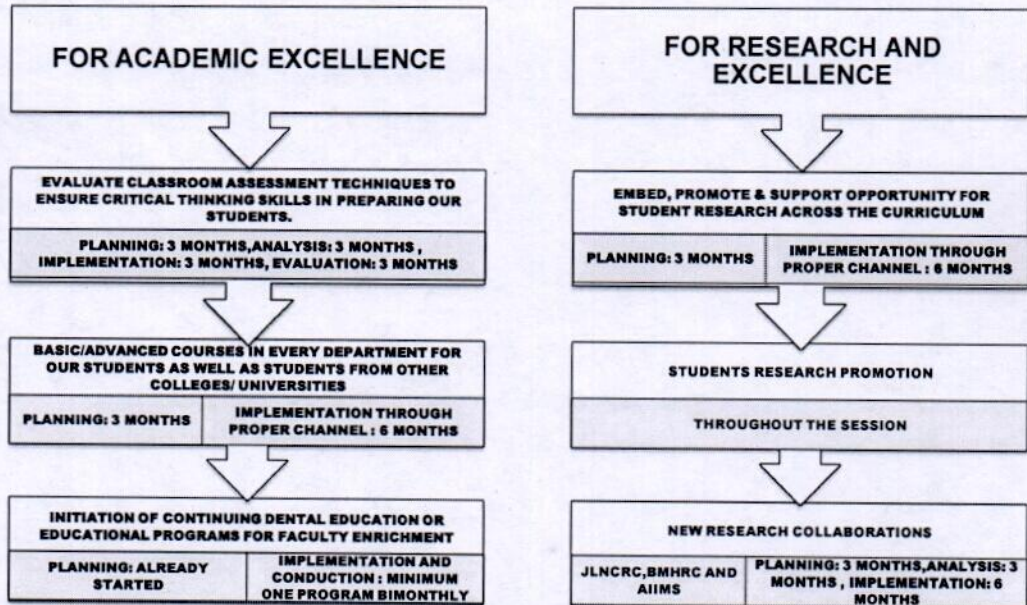 FOR ACADEMIC EXCELLENCE
EVALUATE CLASSROOM ASSESSMENT TECHNIQUES TO
ENSURE CRITICAL THINKING SKILLS IN PREPARING OUR
STUDENTS.
PLANNING: 3 MONTHS,ANALYSIS: 3 MONTHS ,
IMPLEMENTATION: 3 MONTHS, EVALUATION: 3 MONTHS
BASIC/ADVANCED COURSES IN EVERY DEPARTMENT FOR
OUR STUDENTS AS WELL AS STUDENTS FROM OTHER
COLLEGES/ UNIVERSITIES
PLANNING: 3 MONTHS
IMPLEMENTATION THROUGH
PROPER CHANNEL : 6 MONTHS
INITIATION OF CONTINUING DENTAL EDUCATION OR
EDUCATIONAL PROGRAMS FOR FACULTY ENRICHMENT
PLANNING: ALREADY
STARTED
IMPLEMENTATION AND
CONDUCTION : MINIMUM
ONE PROGRAM BIMONTHLY
FOR RESEARCH AND
EXCELLENCE
EMBED, PROMOTE & SUPPORT OPPORTUNITY FOR
STUDENT RESEARCH ACROSS THE CURRICULUM
PLANNING: 3 MONTHS
IMPLEMENTATION THROUGH
PROPER CHANNEL : 6 MONTHS
STUDENTS RESEARCH PROMOTION
THROUGHOUT THE SESSION
NEW RESEARCH COLLABORATIONS
JLNCRC,BMHRC AND
AIIMS
PLANNING: 3 MONTHS,ANALYSIS: 3
MONTHS , IMPLEMENTATION: 6
MONTHS